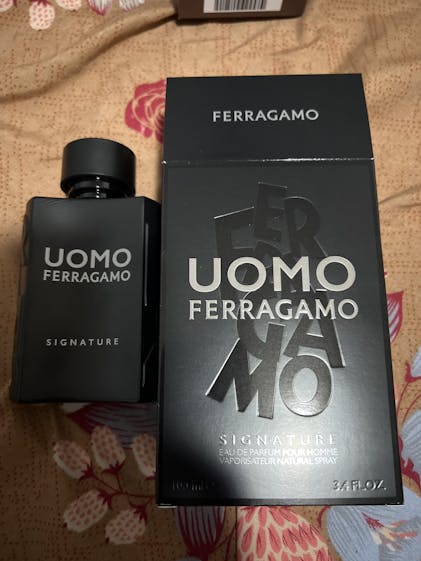 FERRAGAMO
UOMO
FERRAGAMO
SIGNATURE
FERRAGAMO
UOMO
FERRAGAMO
SIGNATURE
EAU DE PARFUM POUR HOMME
VAPORISATEUR NATURAL SPRAY
100 ml 3.4 FL.OZ.